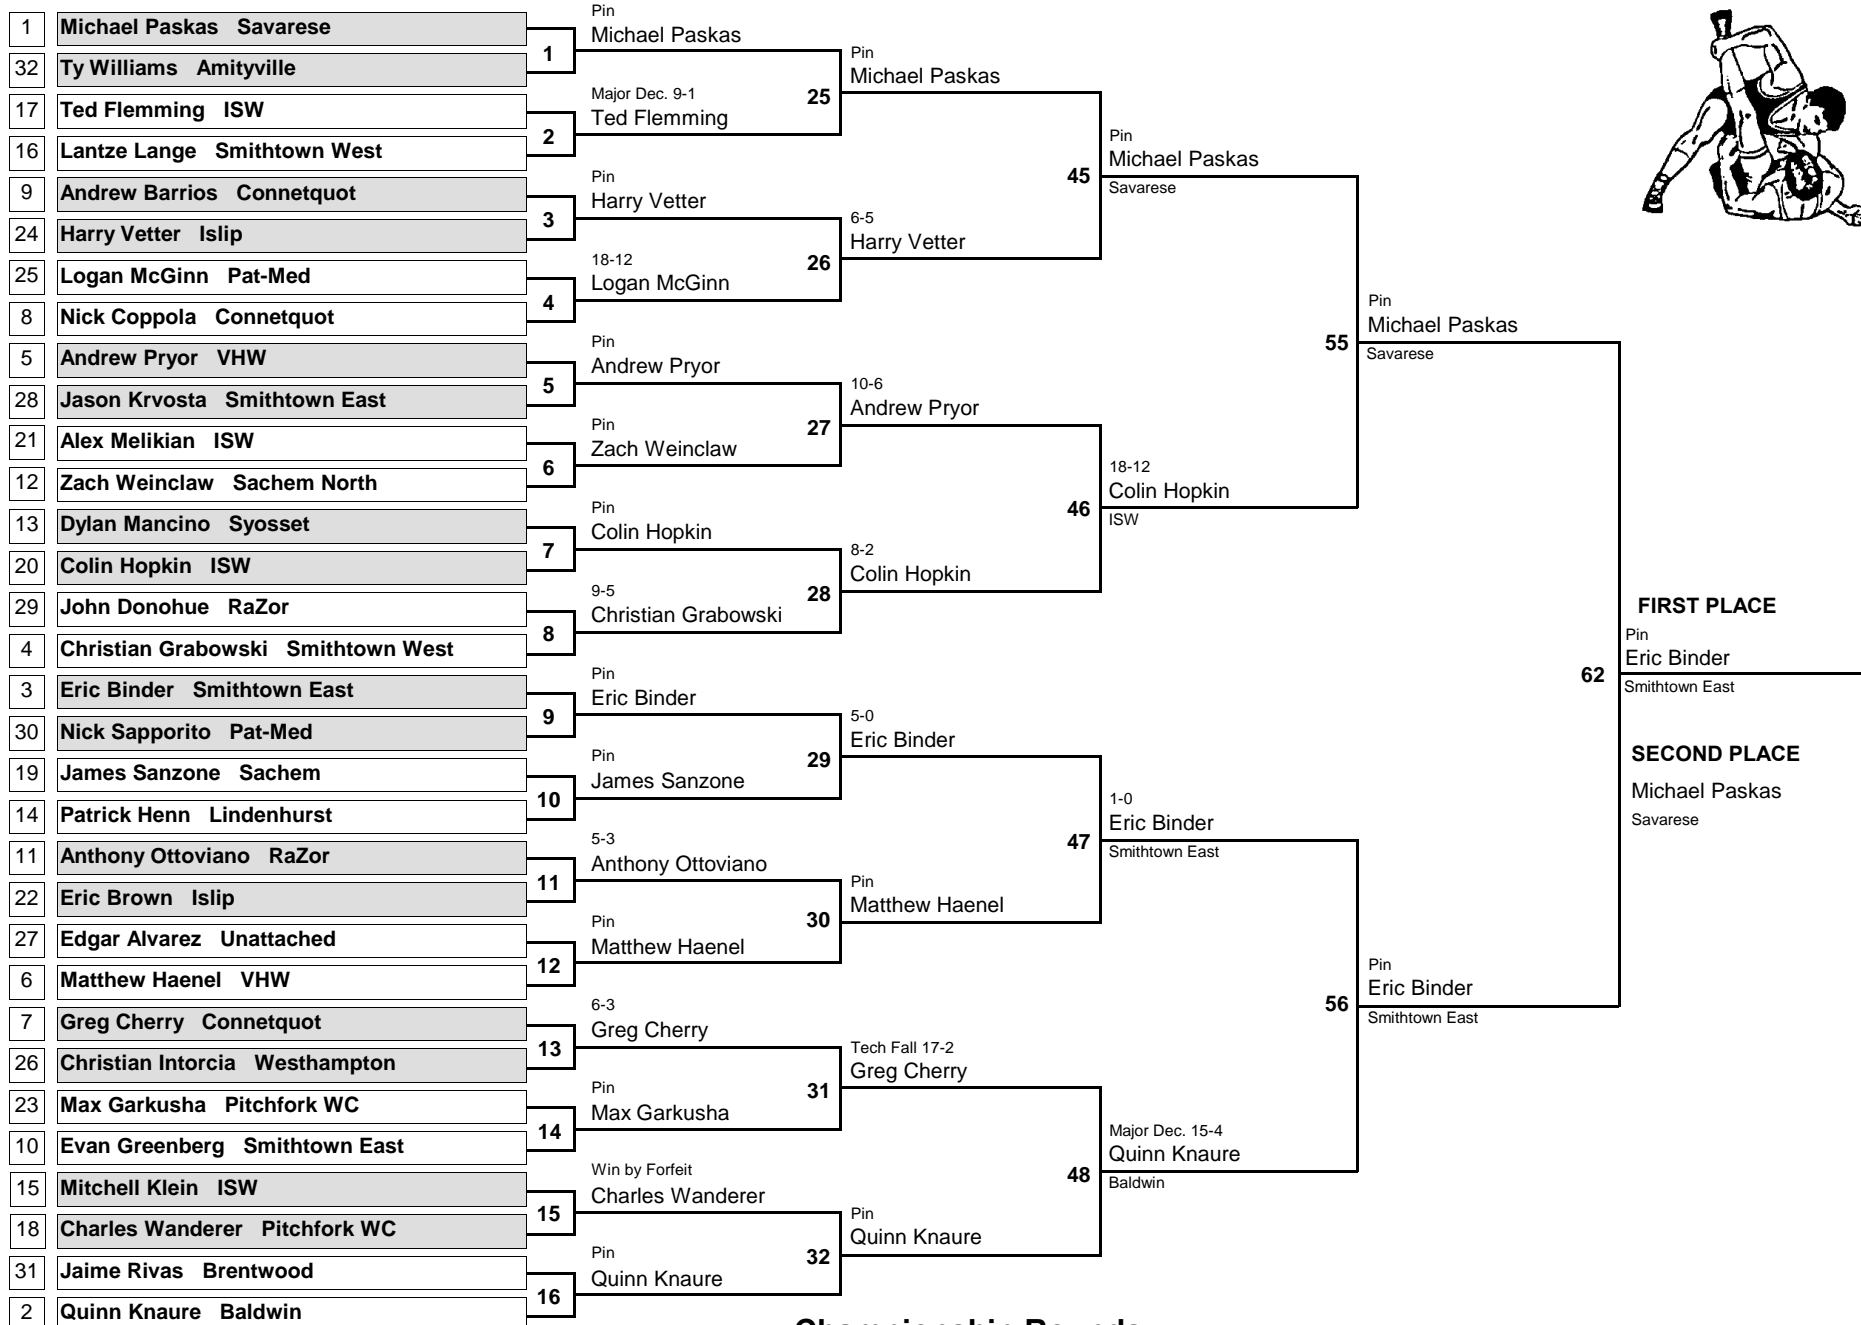 1 Michael Paskas Savarese
32 Ty Williams Amityville
17 Ted Flemming ISW
16 Lantze Lange Smithtown West
9 Andrew Barrios Connetquot
24 Harry Vetter Islip
25 Logan McGinn Pat-Med
8 Nick Coppola Connetquot
5 Andrew Pryor VHW
28 Jason Krvosta Smithtown East
21 Alex Melikian ISW
12 Zach Weinclaw Sachem North
13 Dylan Mancino Syosset
20 Colin Hopkin ISW
29 John Donohue RaZor
4 Christian Grabowski Smithtown West
3 Eric Binder Smithtown East
30 Nick Sapporito Pat-Med
19 James Sanzone Sachem
14 Patrick Henn Lindenhurst
11 Anthony Ottoviano RaZor
22 Eric Brown Islip
27 Edgar Alvarez Unattached
6 Matthew Haenel VHW
7 Greg Cherry Connetquot
26 Christian Intorcia Westhampton
23 Max Garkusha Pitchfork WC
10 Evan Greenberg Smithtown East
15 Mitchell Klein ISW
18 Charles Wanderer Pitchfork WC
31 Jaime Rivas Brentwood
2 Quinn Knaure Baldwin
1
2
3
4
5
6
7
8
9
10
11
12
13
14
15
16
Pin
Michael Paskas
Major Dec. 9-1
Ted Flemming
Pin
Harry Vetter
18-12
Logan McGinn
Pin
Andrew Pryor
Pin
Zach Weinclaw
Pin
Colin Hopkin
9-5
Christian Grabowski
Pin
Eric Binder
Pin
James Sanzone
5-3
Anthony Ottoviano
Pin
Matthew Haenel
6-3
Greg Cherry
Pin
Max Garkusha
Win by Forfeit
Charles Wanderer
Pin
Quinn Knaure
25
26
27
28
29
30
31
32
Pin
Michael Paskas
6-5
Harry Vetter
10-6
Andrew Pryor
8-2
Colin Hopkin
5-0
Eric Binder
Pin
Matthew Haenel
Tech Fall 17-2
Greg Cherry
Pin
Quinn Knaure
45
46
47
48
Pin
Michael Paskas
Savarese
18-12
Colin Hopkin
ISW
1-0
Eric Binder
Smithtown East
Major Dec. 15-4
Quinn Knaure
Baldwin
55
56
Pin
Michael Paskas
Savarese
Pin
Eric Binder
Smithtown East
62
FIRST PLACE
Pin
Eric Binder
Smithtown East
SECOND PLACE
Michael Paskas
Savarese
Championship Rounds